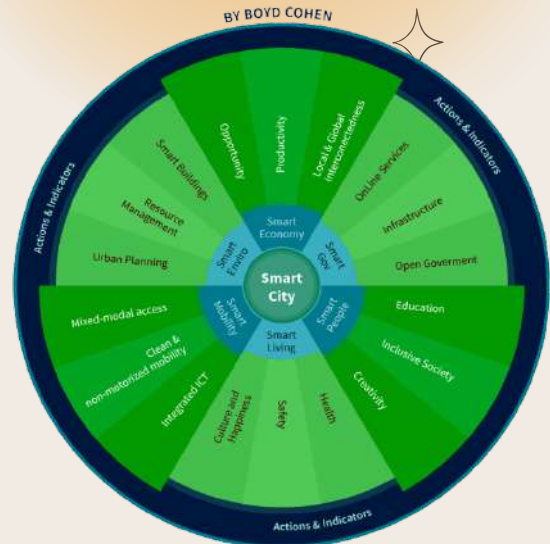 BY BOYD COHEN
Actions & Indicators
Actions & Indicators
Opportunity
Productivity
Local & Global
Interconectedness
Smart Buildings
Resource
Management
Urban Planning
OnLine Services
Infrastructure
Open Goverment
Smart
Economy
Smart
Enviro
Smart
Gov
Smart
City
Smart
Mobility
Smart
People
Smart
Living
Mixed-modal access
Clean &
non-motorized mobility
Integrated ICT
Education
Inclusive Society
Creativity
Culture and
Happiness
Safety
Health
Actions & Indicators